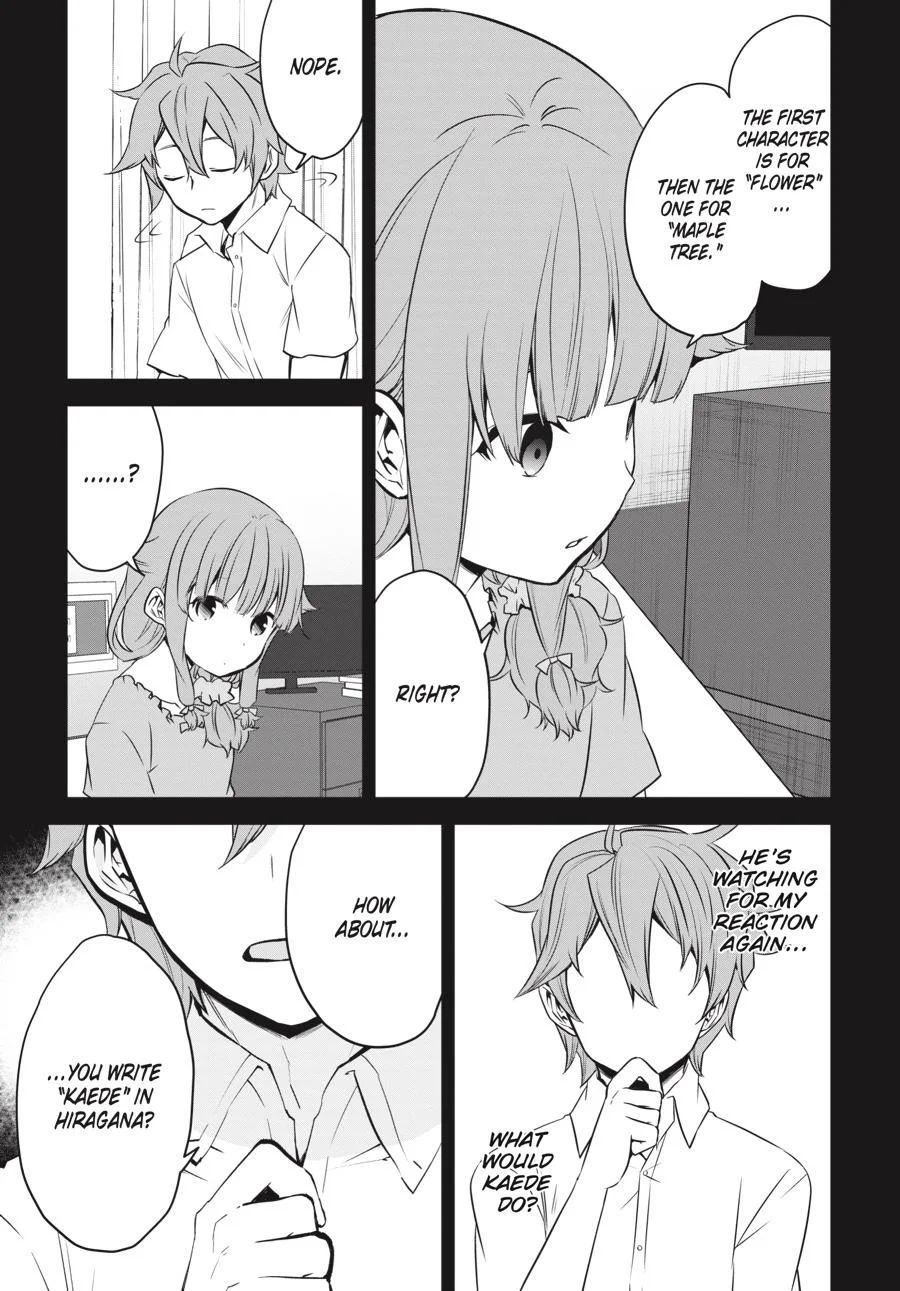 THE FIRST
CHARACTER
IS FOR
"FLOWER"
...
THEN THE
ONE FOR
"MAPLE
TREE."
RIGHT?
NOPE.
......?
HE'S
WATCHING
FOR MY
REACTION
AGAIN...
WHAT
WOULD
KAEDE
DO?
HOW
ABOUT...
...YOU WRITE
"KAEDE" IN
HIRAGANA?